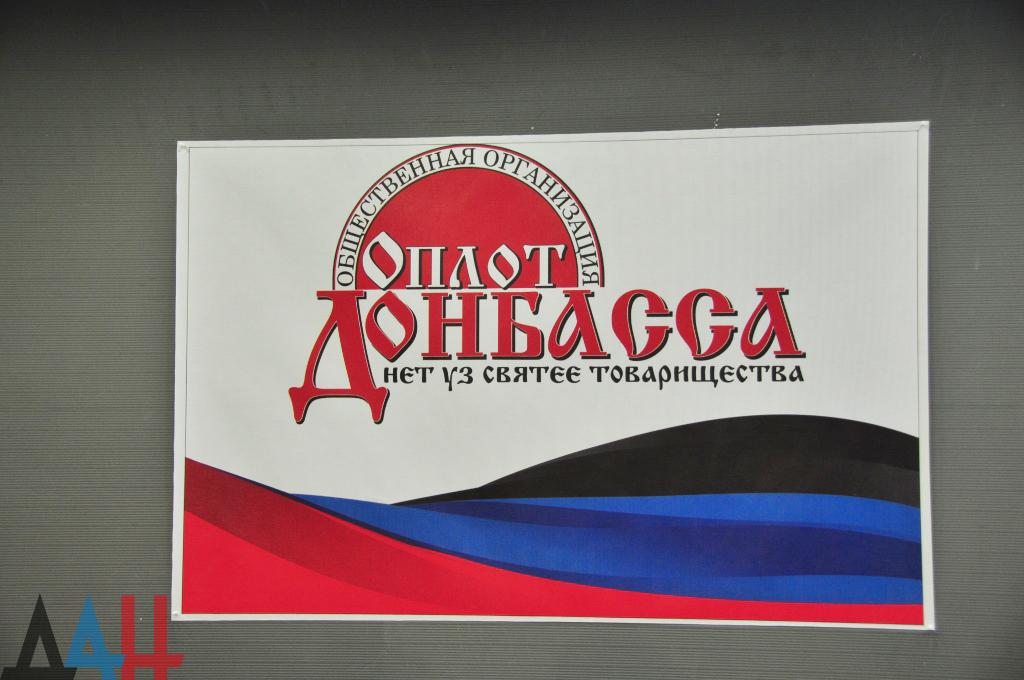 ОБЩЕСТВЕННАЯ ОРГАНИЗАЦИЯ
ОПЛОТ
ДОНБАССА
НЕТ УЗ СВЯТЕЕ ТОВАРИЩЕСТВА
ДАН